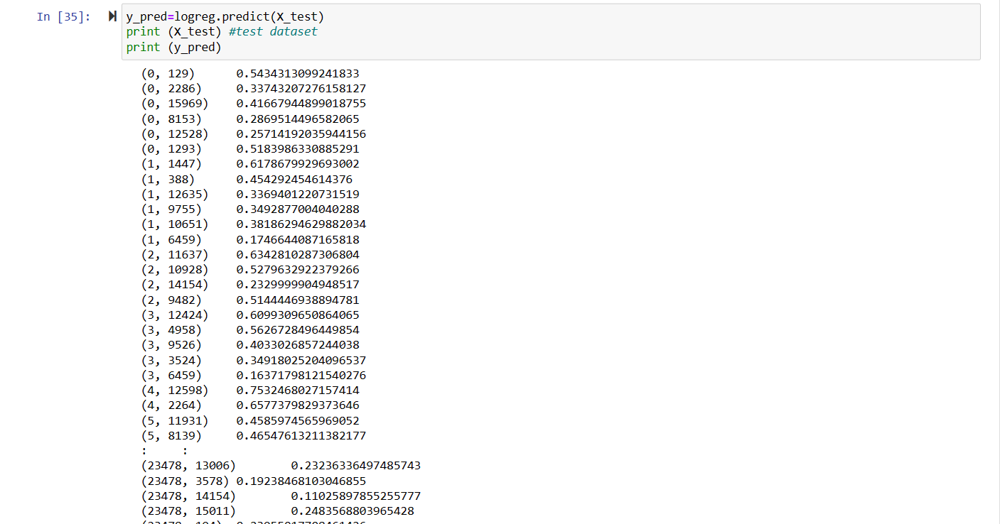 In [35]:
y_pred=logreg.predict(X_test)
print (X_test) #test dataset
print (y_pred)
(0, 129) 0.5434313099241833
(0, 2286) 0.33743207276158127
(0, 15969) 0.41667944899018755
(0, 8153) 0.2869514496582065
(0, 12528) 0.25714192035944156
(0, 1293) 0.5183986330885291
(1, 1447) 0.6178679929693002
(1, 388) 0.454292454614376
(1, 12635) 0.3369401220731519
(1, 9755) 0.3492877004040288
(1, 10651) 0.38186294629882034
(1, 6459) 0.1746644087165818
(2, 11637) 0.6342810287306804
(2, 10928) 0.5279632922379266
(2, 14154) 0.2329999904948517
(2, 9482) 0.5144446938894781
(3, 12424) 0.6099309650864065
(3, 4958) 0.5626728496449854
(3, 9526) 0.4033026857244038
(3, 3524) 0.34918025204096537
(3, 6459) 0.16371798121540276
(4, 12598) 0.7532468027157414
(4, 2264) 0.6577379829373646
(5, 11931) 0.4585974565969052
(5, 8139) 0.46547613211382177
: :
(23478, 13006) 0.23236336497485743
(23478, 3578) 0.19238468103046855
(23478, 14154) 0.11025897855255777
(23478, 15011) 0.2483568803965428